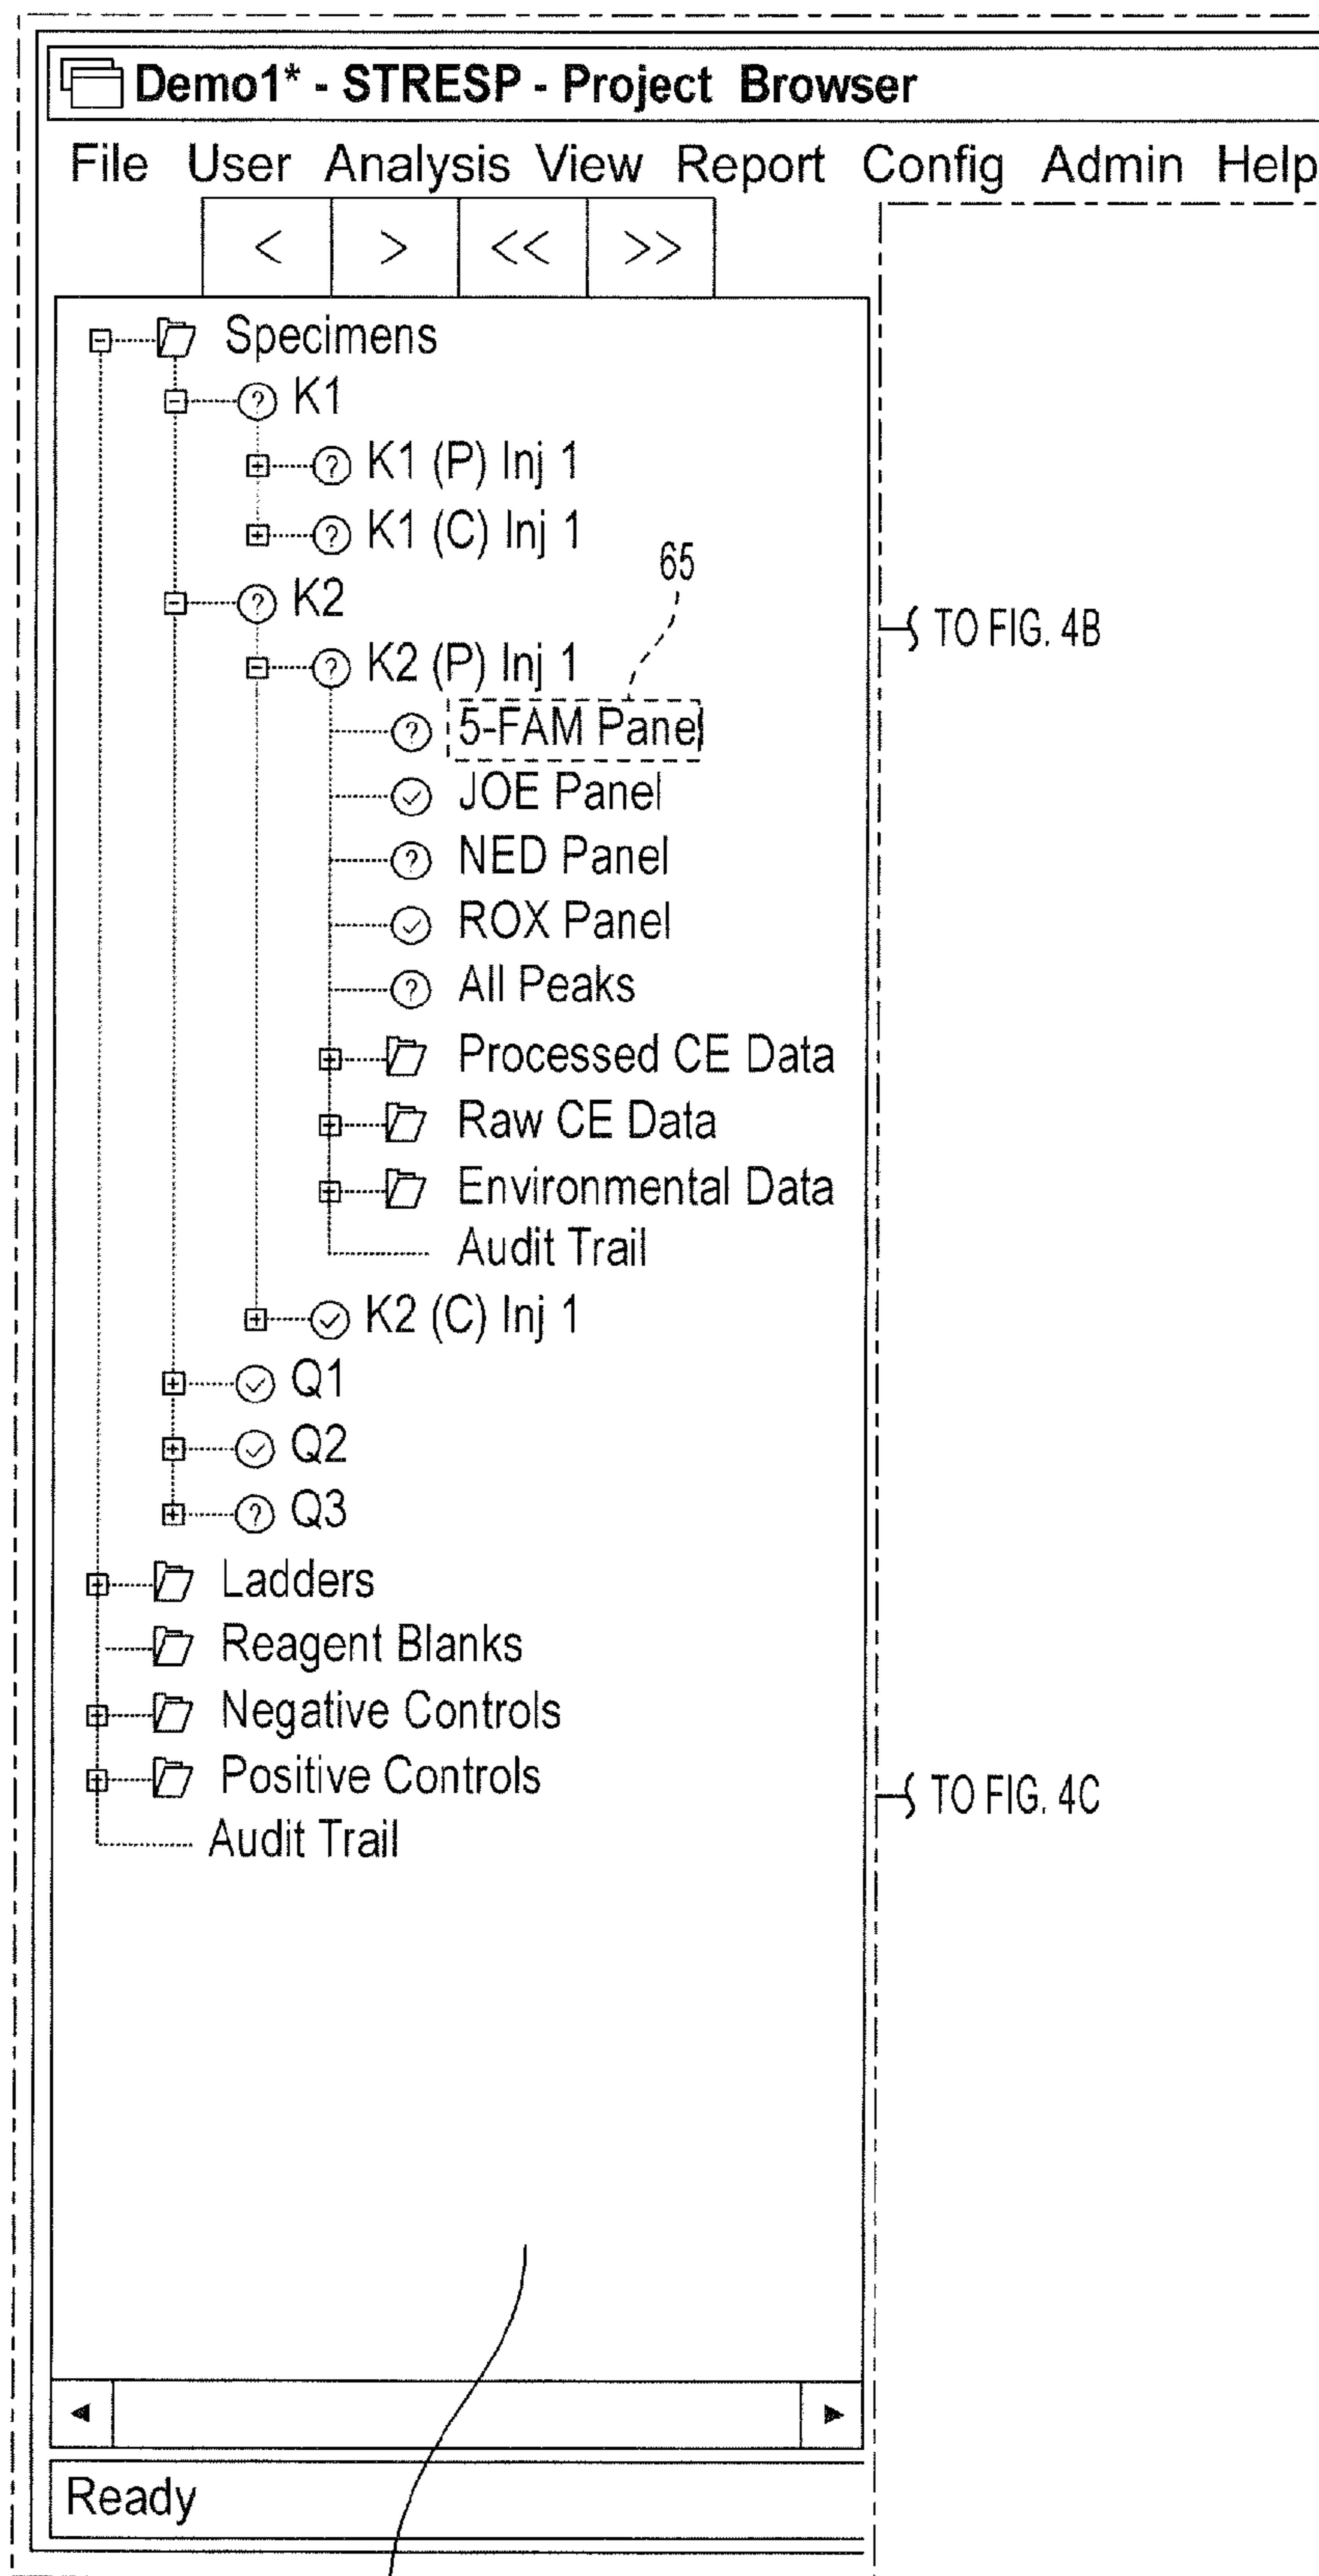 Demo1* - STRESP - Project Browser
File User Analysis View Report Config Admin Help
< > << >>
Specimens
? K1
? K1 (P) Inj 1
? K1 (C) Inj 1
65
? K2
TO FIG. 4B
? K2 (P) Inj 1
? 5-FAM Panel
JOE Panel
? NED Panel
ROX Panel
? All Peaks
Processed CE Data
Raw CE Data
Environmental Data
Audit Trail
K2 (C) Inj 1
Q1
Q2
? Q3
Ladders
Reagent Blanks
Negative Controls
Positive Controls
TO FIG. 4C
Audit Trail
Ready